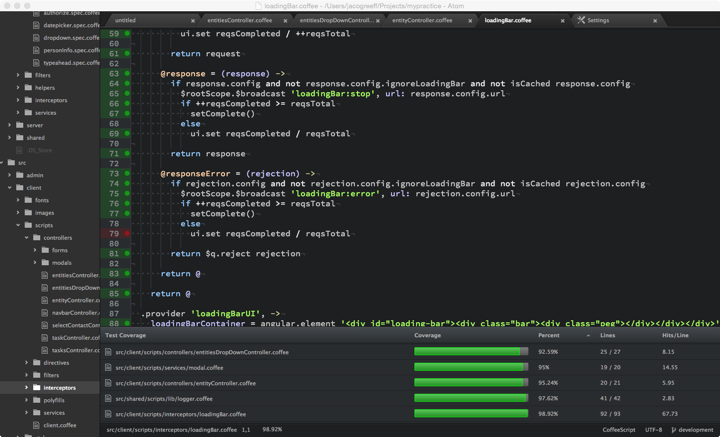 loadingBar.coffee - /Users/jacogreeff/Projects/mypractice - Atom
authorize.spec.coffee
datepicker.spec.coffe
dropdown.spec.coffee
personInfo.spec.coffe
typeahead.spec.coffee
filters
helpers
interceptors
services
server
shared
.DS_Store
src
admin
client
fonts
images
scripts
controllers
forms
modals
entitiesController.
entitiesDropDown
entityController.c
navbarController.
selectContactCom
taskController.cof
tasksController.c
directives
filters
interceptors
polyfills
services
client.coffee
untitled
entitiesController.coffee
entitiesDropDownControll...
entityController.coffee
loadingBar.coffee
Settings
59 ui.set reqsCompleted / ++reqsTotal
60
61 return request
62
63 @response = (response) ->
64 if response.config and not response.config.ignoreLoadingBar and not isCached response.config
65 $rootScope.$broadcast 'loadingBar:stop', url: response.config.url
66 if ++reqsCompleted >= reqsTotal
67 setComplete()
68 else
69 ui.set reqsCompleted / reqsTotal
70
71 return response
72
73 @responseError = (rejection) ->
74 if rejection.config and not rejection.config.ignoreLoadingBar and not isCached rejection.config
75 $rootScope.$broadcast 'loadingBar:error', url: rejection.config.url
76 if ++reqsCompleted >= reqsTotal
77 setComplete()
78 else
79 ui.set reqsCompleted / reqsTotal
80
81 return $q.reject rejection
82
83 return @
84
85 return @
86
87 .provider 'loadingBarUI', ->
88 loadingBarContainer = angular.element '<div id="loading-bar"><div class="bar"><div class="peg"></div></div></div>'
Test Coverage Coverage Percent Lines Hits/Line
src/client/scripts/controllers/entitiesDropDownController.coffee 92.59% 25 / 27 8.15
src/client/scripts/services/modal.coffee 95% 19 / 20 14.55
src/client/scripts/controllers/entityController.coffee 95.24% 20 / 21 5.95
src/shared/scripts/lib/logger.coffee 97.62% 41 / 42 2.83
src/client/scripts/interceptors/loadingBar.coffee 98.92% 92 / 93 67.73
src/client/scripts/interceptors/loadingBar.coffee 1,1 98.92% CoffeeScript UTF-8 development